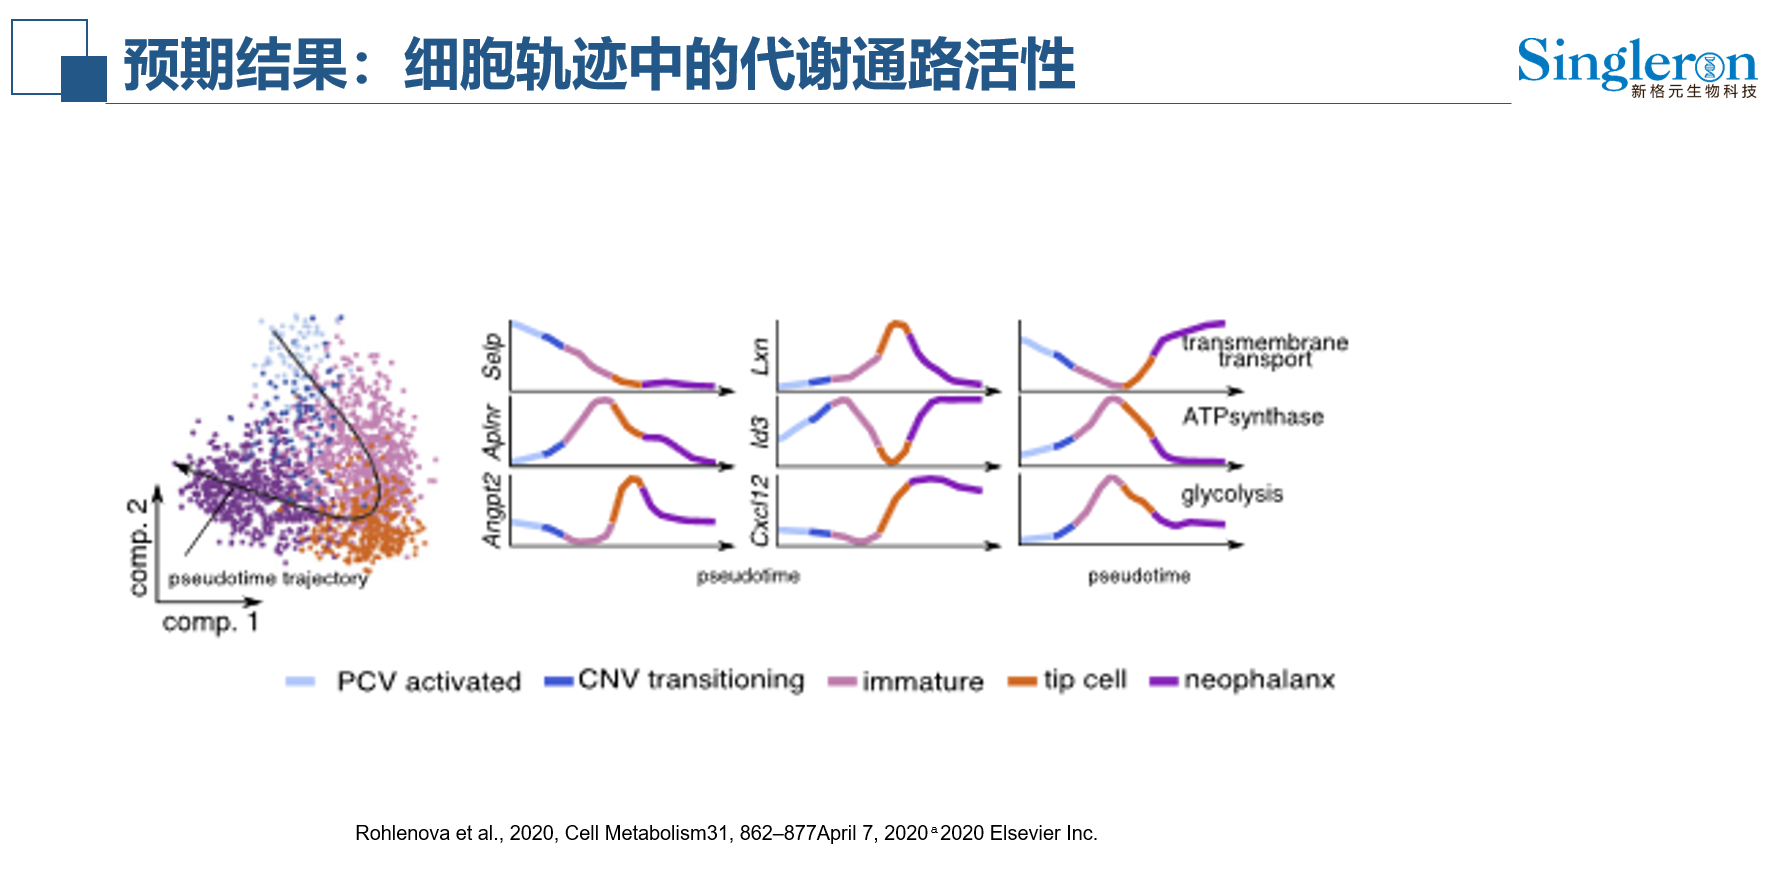 预期结果：细胞轨迹中的代谢通路活性
Singleron
新格元生物科技
comp. 2
comp. 1
pseudotime trajectory
Selp
Aplnr
Angpt2
Lxn
Id3
Cxcl12
pseudotime
transmembrane
transport
ATPsynthase
glycolysis
pseudotime
PCV activated
CNV transitioning
immature
tip cell
neophalanx
Rohlenova et al., 2020, Cell Metabolism31, 862–877April 7, 2020 ª 2020 Elsevier Inc.